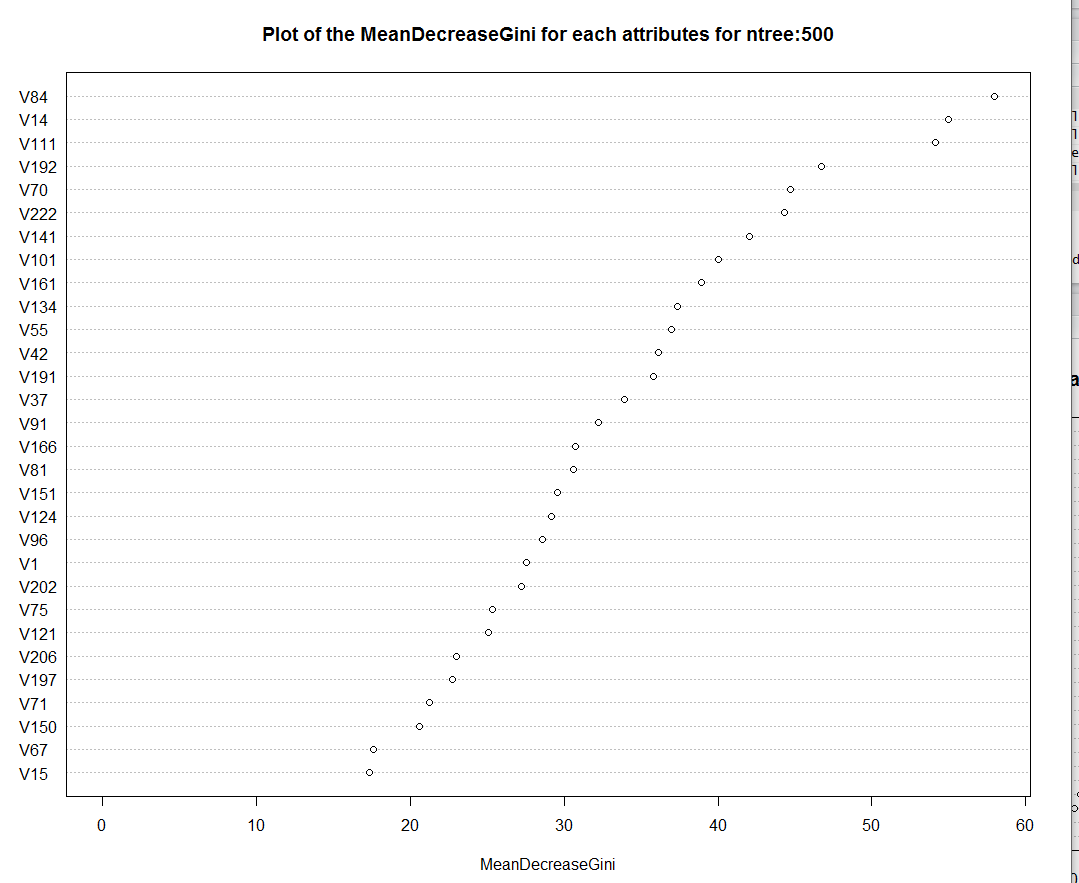 Plot of the MeanDecreaseGini for each attributes for ntree:500
V84
V14
V111
V192
V70
V222
V141
V101
V161
V134
V55
V42
V191
V37
V91
V166
V81
V151
V124
V96
V1
V202
V75
V121
V206
V197
V71
V150
V67
V15
0 10 20 30 40 50 60
MeanDecreaseGini